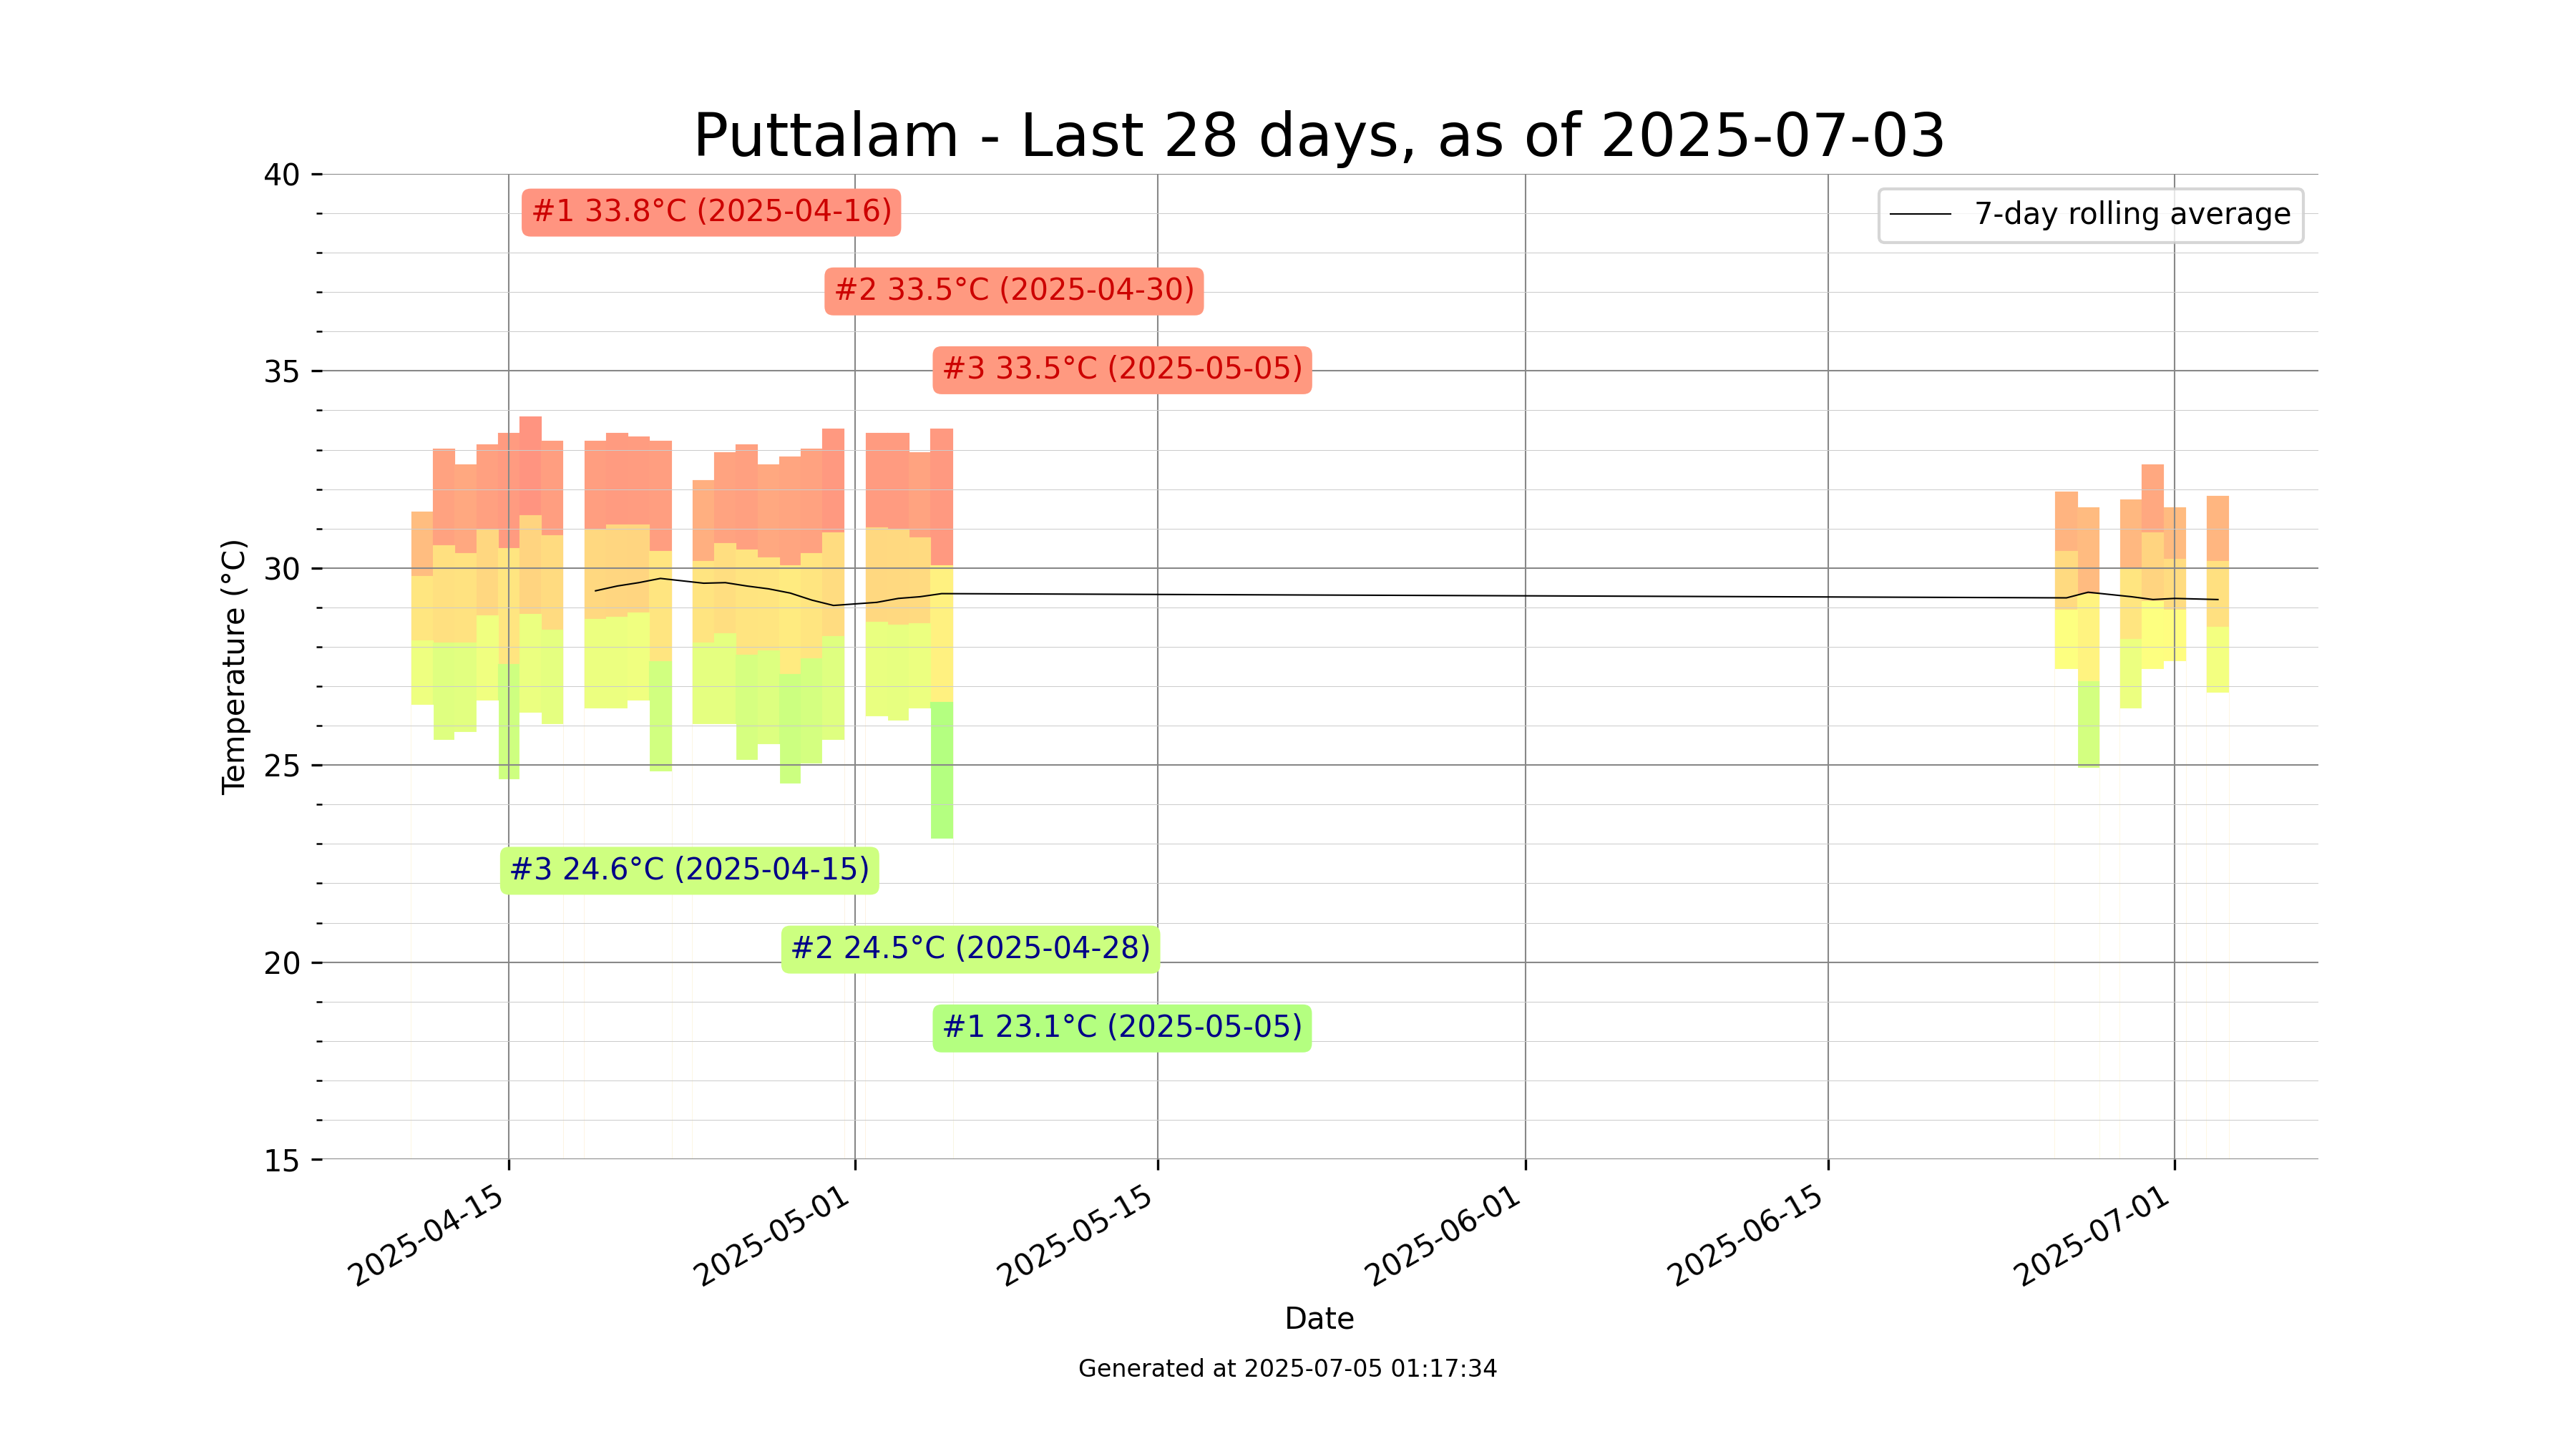 Puttalam - Last 28 days, as of 2025-07-03
40
35
30
25
20
15
Temperature (°C)
#1 33.8°C (2025-04-16)
7-day rolling average
#2 33.5°C (2025-04-30)
#3 33.5°C (2025-05-05)
#3 24.6°C (2025-04-15)
#2 24.5°C (2025-04-28)
#1 23.1°C (2025-05-05)
2025-04-15
2025-05-01
2025-05-15
2025-06-01
2025-06-15
2025-07-01
Date
Generated at 2025-07-05 01:17:34